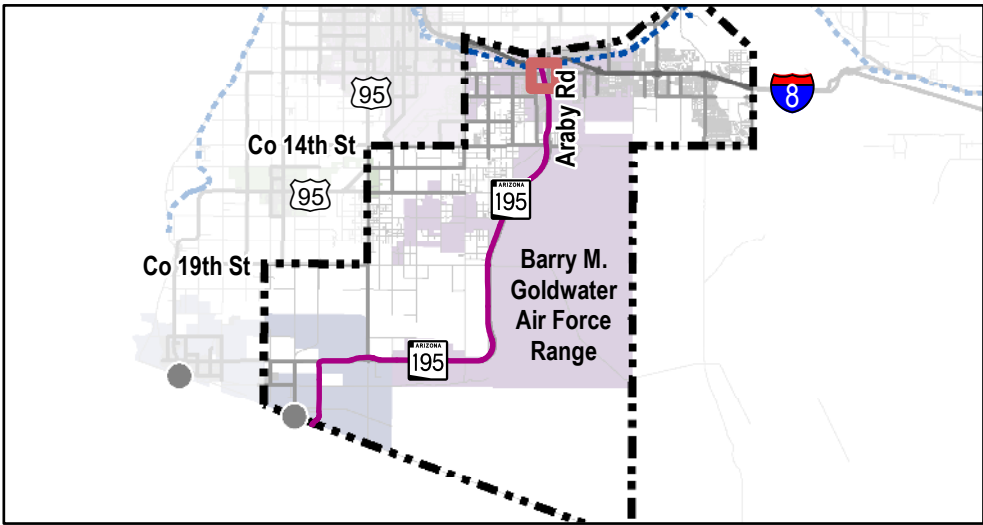 95
8
Araby Rd
Co 14th St
95
ARIZONA
195
Co 19th St
Barry M.
Goldwater
Air Force
Range
ARIZONA
195